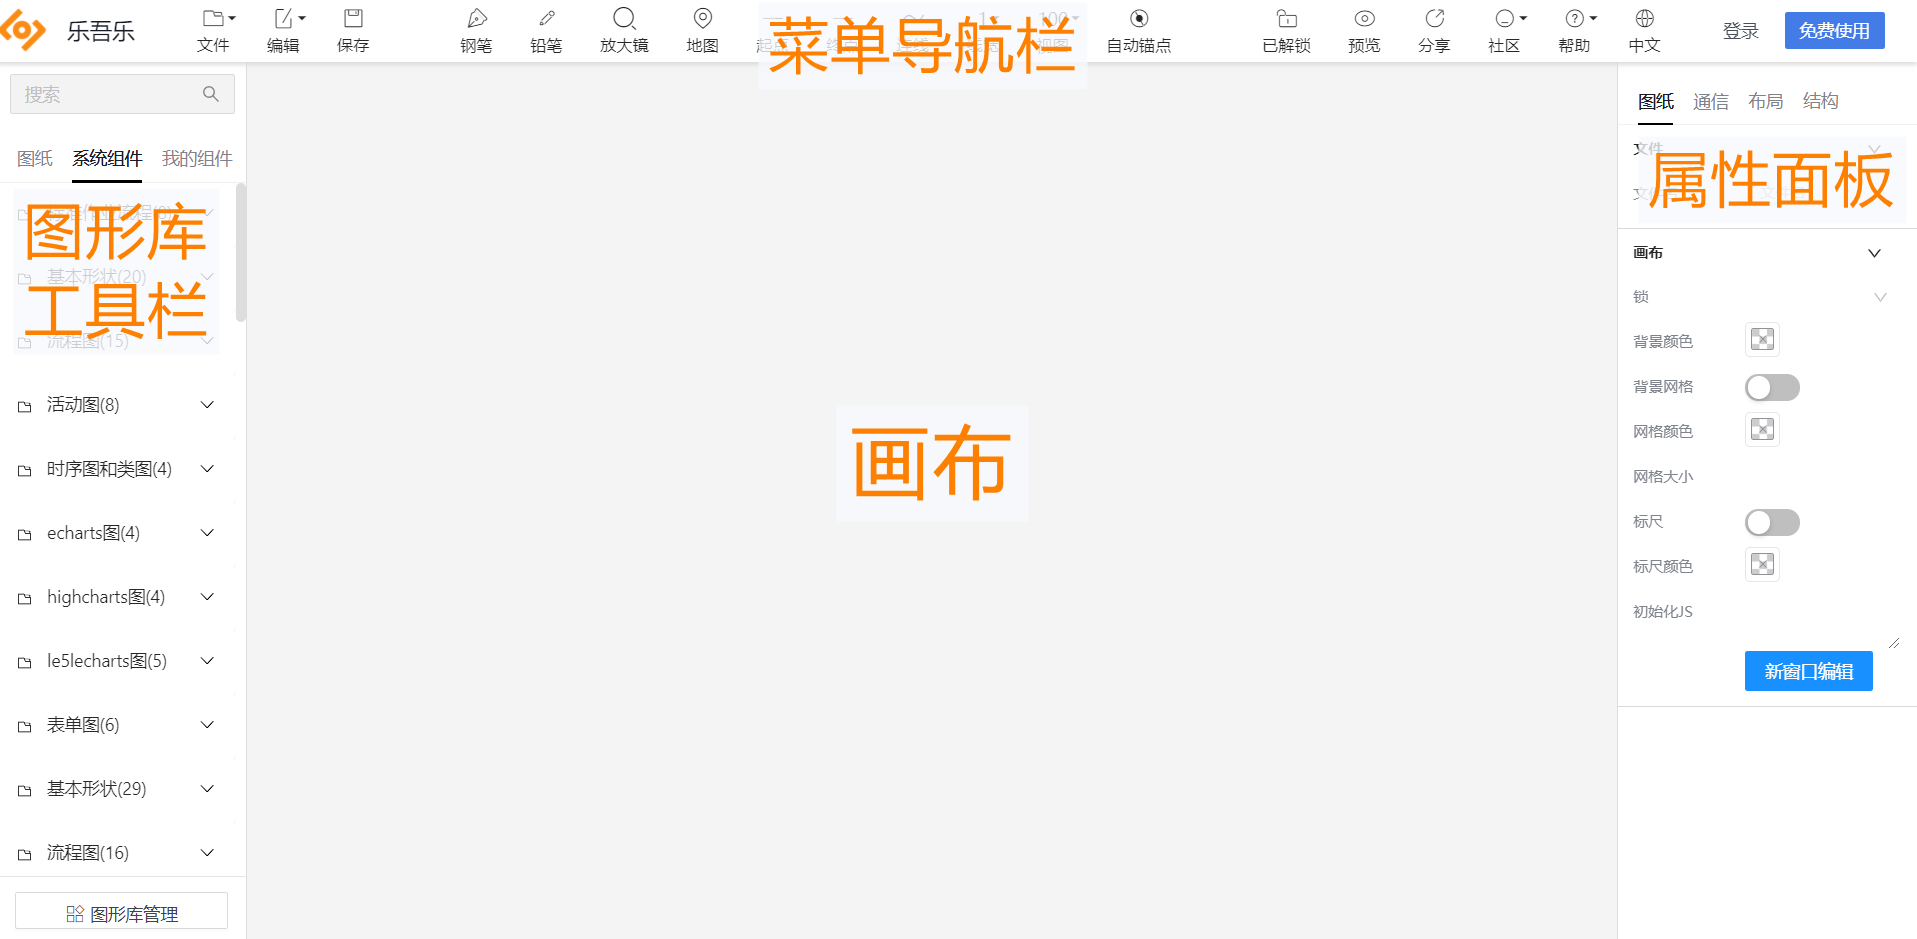 乐吾乐
文件
编辑
保存
钢笔
铅笔
放大镜
地图
菜单导航栏
100
视图
自动锚点
已解锁
预览
分享
社区
帮助
中文
登录
免费使用
搜索
图纸 系统组件 我的组件
图形库
工具栏
基本形状(20)
流程图(15)
活动图(8)
时序图和类图(4)
echarts图(4)
highcharts图(4)
le5lecharts图(5)
表单图(6)
基本形状(29)
流程图(16)
图形库管理
画布
图纸 通信 布局 结构
文件
属性面板
画布
锁
背景颜色
背景网格
网格颜色
网格大小
标尺
标尺颜色
初始化JS
新窗口编辑